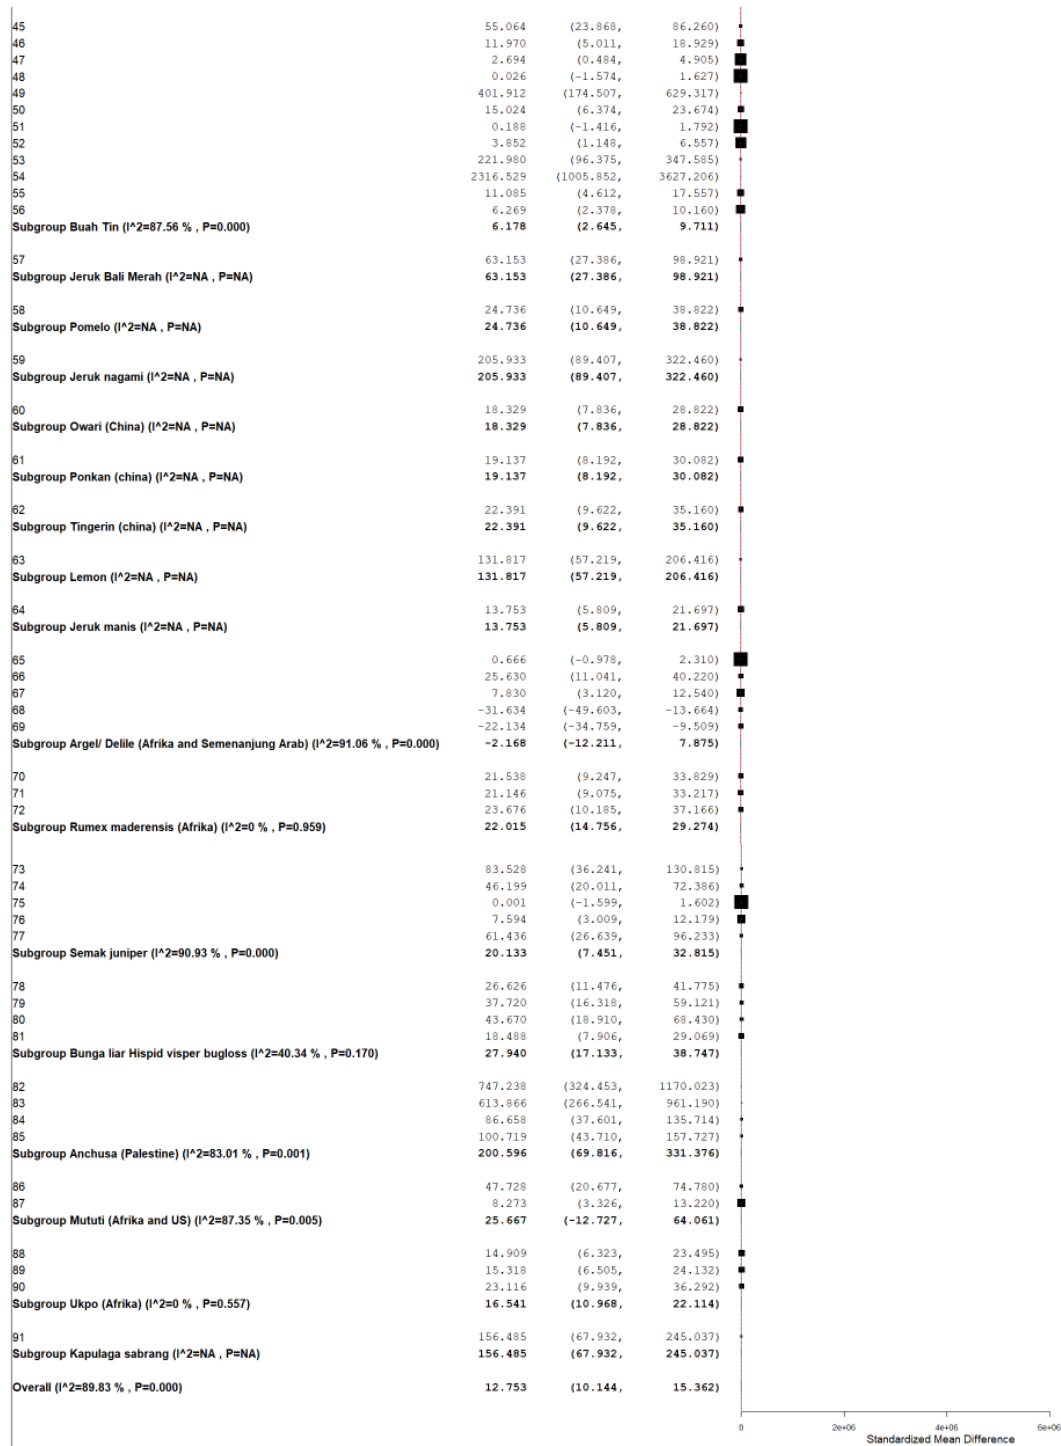 45 55.064 (23.868, 86.260)
46 11.970 (5.011, 18.929)
47 2.694 (0.484, 4.905)
48 0.026 (-1.574, 1.627)
49 401.912 (174.507, 629.317)
50 15.024 (6.374, 23.674)
51 0.188 (-1.416, 1.792)
52 3.852 (1.148, 6.557)
53 221.980 (96.375, 347.585)
54 2316.529 (1005.852, 3627.206)
55 11.085 (4.612, 17.557)
56 6.269 (2.378, 10.160)
Subgroup Buah Tin (I^2=87.56 % , P=0.000) 6.178 (2.645, 9.711)
57 63.153 (27.386, 98.921)
Subgroup Jeruk Bali Merah (I^2=NA , P=NA) 63.153 (27.386, 98.921)
58 24.736 (10.649, 38.822)
Subgroup Pomelo (I^2=NA , P=NA) 24.736 (10.649, 38.822)
59 205.933 (89.407, 322.460)
Subgroup Jeruk nagami (I^2=NA , P=NA) 205.933 (89.407, 322.460)
60 18.329 (7.836, 28.822)
Subgroup Owari (China) (I^2=NA , P=NA) 18.329 (7.836, 28.822)
61 19.137 (8.192, 30.082)
Subgroup Ponkan (china) (I^2=NA , P=NA) 19.137 (8.192, 30.082)
62 22.391 (9.622, 35.160)
Subgroup Tingerin (china) (I^2=NA , P=NA) 22.391 (9.622, 35.160)
63 131.817 (57.219, 206.416)
Subgroup Lemon (I^2=NA , P=NA) 131.817 (57.219, 206.416)
64 13.753 (5.809, 21.697)
Subgroup Jeruk manis (I^2=NA , P=NA) 13.753 (5.809, 21.697)
65 0.666 (-0.978, 2.310)
66 25.630 (11.041, 40.220)
67 7.830 (3.120, 12.540)
68 -31.634 (-49.603, -13.664)
69 -22.134 (-34.759, -9.509)
Subgroup Argel/ Delile (Afrika and Semenanjung Arab) (I^2=91.06 % , P=0.000) -2.168 (-12.211, 7.875)
70 21.538 (9.247, 33.829)
71 21.146 (9.075, 33.217)
72 23.676 (10.185, 37.166)
Subgroup Rumex maderensis (Afrika) (I^2=0 % , P=0.959) 22.015 (14.756, 29.274)
73 83.528 (36.241, 130.815)
74 46.199 (20.011, 72.386)
75 0.001 (-1.599, 1.602)
76 7.594 (3.009, 12.179)
77 61.436 (26.639, 96.233)
Subgroup Semak juniper (I^2=90.93 % , P=0.000) 20.133 (7.451, 32.815)
78 26.626 (11.476, 41.775)
79 37.720 (16.318, 59.121)
80 43.670 (18.910, 68.430)
81 18.488 (7.906, 29.069)
Subgroup Bunga liar Hispid visper bugloss (I^2=40.34 % , P=0.170) 27.940 (17.133, 38.747)
82 747.238 (324.453, 1170.023)
83 613.866 (266.541, 961.190)
84 86.658 (37.601, 135.714)
85 100.719 (43.710, 157.727)
Subgroup Anchusa (Palestine) (I^2=83.01 % , P=0.001) 200.596 (69.816, 331.376)
86 47.728 (20.677, 74.780)
87 8.273 (3.326, 13.220)
Subgroup Mututi (Afrika and US) (I^2=87.35 % , P=0.005) 25.667 (-12.727, 64.061)
88 14.909 (6.323, 23.495)
89 15.318 (6.505, 24.132)
90 23.116 (9.939, 36.292)
Subgroup Ukpo (Afrika) (I^2=0 % , P=0.557) 16.541 (10.968, 22.114)
91 156.485 (67.932, 245.037)
Subgroup Kapulaga sabrang (I^2=NA , P=NA) 156.485 (67.932, 245.037)
Overall (I^2=89.83 % , P=0.000) 12.753 (10.144, 15.362)
0 2e+06 4e+06 6e+06
Standardized Mean Difference